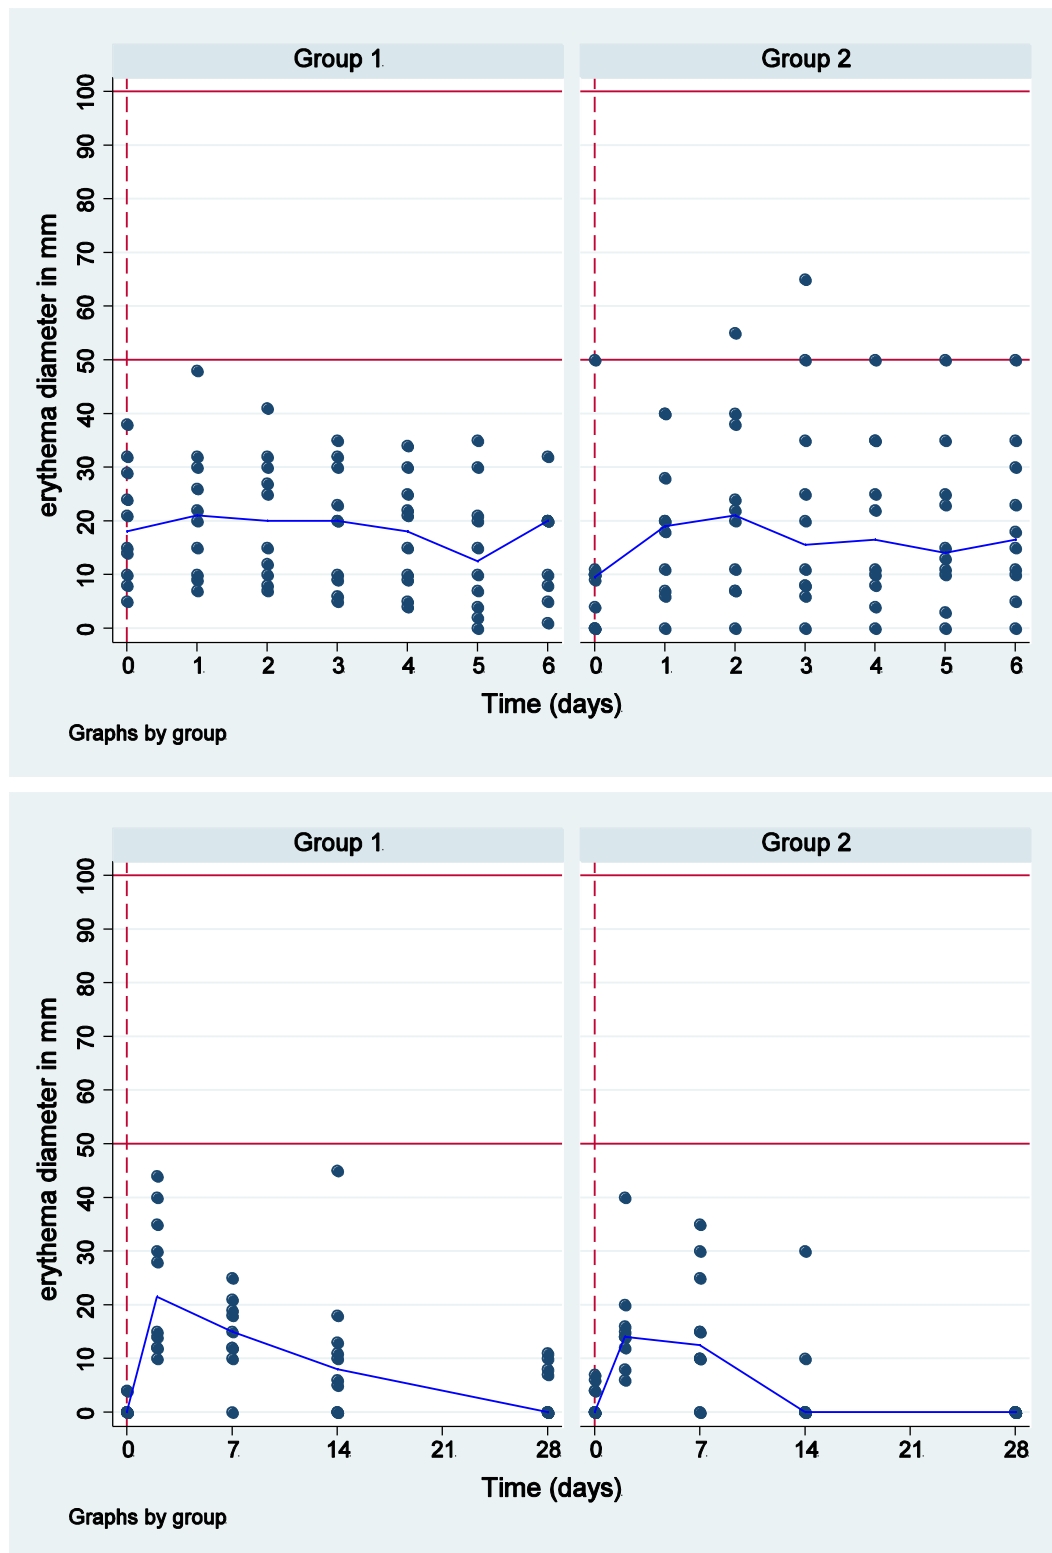 Group 1 Group 2
erythema diameter in mm
100
90
80
70
60
50
40
30
20
10
0
0 1 2 3 4 5 6 0 1 2 3 4 5 6
Time (days)
Graphs by group
Group 1 Group 2
erythema diameter in mm
100
90
80
70
60
50
40
30
20
10
0
0 7 14 21 28 0 7 14 21 28
Time (days)
Graphs by group